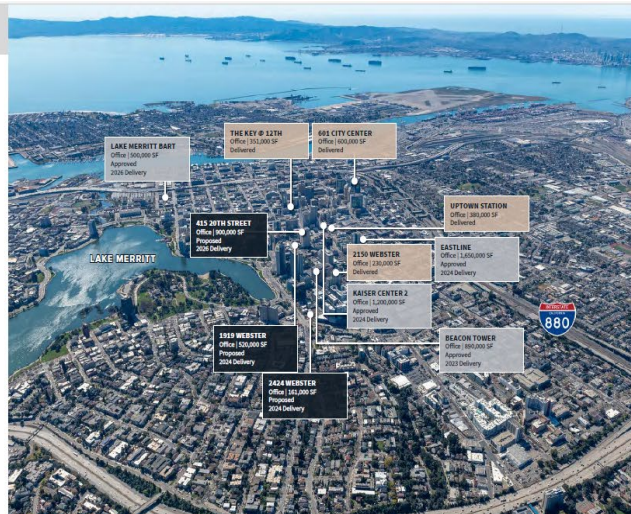 THE KEY @ 12TH
Office | 351,000 SF
Delivered
601 CITY CENTER
Office | 600,000 SF
Delivered
LAKE MERRITT BART
Office | 500,000 SF
Approved
2026 Delivery
UPTOWN STATION
Office | 380,000 SF
Delivered
415 20TH STREET
Office | 900,000 SF
Proposed
2026 Delivery
2150 WEBSTER
Office | 230,000 SF
Delivered
EASTLINE
Office | 1,650,000 SF
Approved
2024 Delivery
LAKE MERRITT
KAISER CENTER 2
Office | 1,200,000 SF
Approved
2024 Delivery
880
1919 WEBSTER
Office | 520,000 SF
Proposed
2024 Delivery
BEACON TOWER
Office | 890,000 SF
Approved
2023 Delivery
2424 WEBSTER
Office | 161,000 SF
Proposed
2024 Delivery